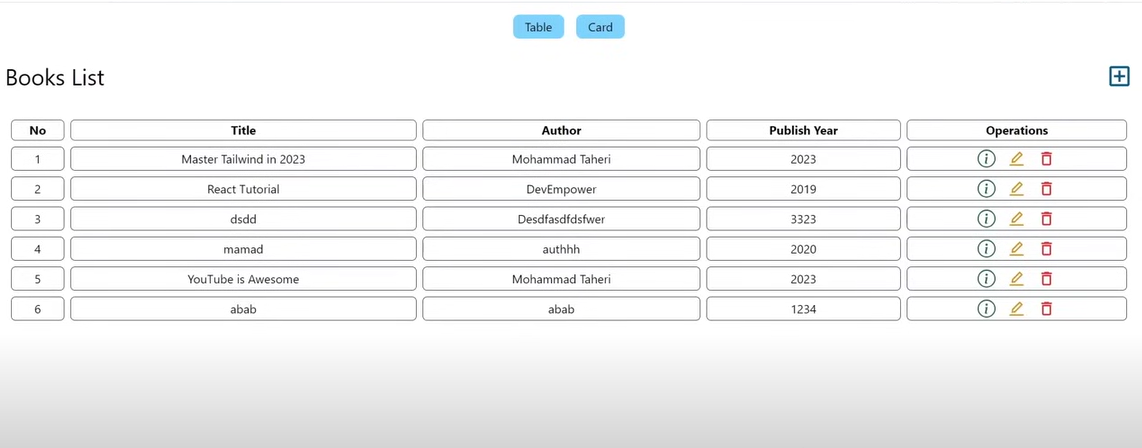 Table Card
Books List
No Title Author Publish Year Operations
1 Master Tailwind in 2023 Mohammad Taheri 2023
2 React Tutorial DevEmpower 2019
3 dsdd Desdfasdfdsfwer 3323
4 mamad authhh 2020
5 YouTube is Awesome Mohammad Taheri 2023
6 abab abab 1234